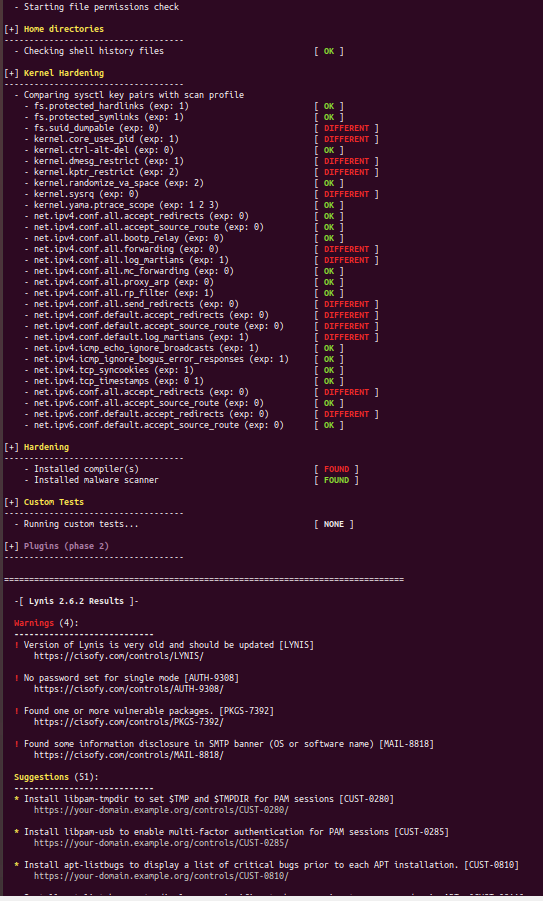 - Starting file permissions check
[+] Home directories
------------------------------------
- Checking shell history files [ OK ]
[+] Kernel Hardening
------------------------------------
- Comparing sysctl key pairs with scan profile
- fs.protected_hardlinks (exp: 1) [ OK ]
- fs.protected_symlinks (exp: 1) [ OK ]
- fs.suid_dumpable (exp: 0) [ DIFFERENT ]
- kernel.core_uses_pid (exp: 1) [ DIFFERENT ]
- kernel.ctrl-alt-del (exp: 0) [ OK ]
- kernel.dmesg_restrict (exp: 1) [ DIFFERENT ]
- kernel.kptr_restrict (exp: 2) [ DIFFERENT ]
- kernel.randomize_va_space (exp: 2) [ OK ]
- kernel.sysrq (exp: 0) [ DIFFERENT ]
- kernel.yama.ptrace_scope (exp: 1 2 3) [ OK ]
- net.ipv4.conf.all.accept_redirects (exp: 0) [ OK ]
- net.ipv4.conf.all.accept_source_route (exp: 0) [ OK ]
- net.ipv4.conf.all.bootp_relay (exp: 0) [ OK ]
- net.ipv4.conf.all.forwarding (exp: 0) [ DIFFERENT ]
- net.ipv4.conf.all.log_martians (exp: 1) [ DIFFERENT ]
- net.ipv4.conf.all.mc_forwarding (exp: 0) [ OK ]
- net.ipv4.conf.all.proxy_arp (exp: 0) [ OK ]
- net.ipv4.conf.all.rp_filter (exp: 1) [ OK ]
- net.ipv4.conf.all.send_redirects (exp: 0) [ DIFFERENT ]
- net.ipv4.conf.default.accept_redirects (exp: 0) [ DIFFERENT ]
- net.ipv4.conf.default.accept_source_route (exp: 0) [ DIFFERENT ]
- net.ipv4.conf.default.log_martians (exp: 1) [ DIFFERENT ]
- net.ipv4.icmp_echo_ignore_broadcasts (exp: 1) [ OK ]
- net.ipv4.icmp_ignore_bogus_error_responses (exp: 1) [ OK ]
- net.ipv4.tcp_syncookies (exp: 1) [ OK ]
- net.ipv4.tcp_timestamps (exp: 0 1) [ OK ]
- net.ipv6.conf.all.accept_redirects (exp: 0) [ DIFFERENT ]
- net.ipv6.conf.all.accept_source_route (exp: 0) [ OK ]
- net.ipv6.conf.default.accept_redirects (exp: 0) [ DIFFERENT ]
- net.ipv6.conf.default.accept_source_route (exp: 0) [ OK ]
[+] Hardening
------------------------------------
- Installed compiler(s) [ FOUND ]
- Installed malware scanner [ FOUND ]
[+] Custom Tests
------------------------------------
- Running custom tests... [ NONE ]
[+] Plugins (phase 2)
------------------------------------
================================================================================
-[ Lynis 2.6.2 Results ]-
Warnings (4):
----------------------------
! Version of Lynis is very old and should be updated [LYNIS]
https://cisofy.com/controls/LYNIS/
! No password set for single mode [AUTH-9308]
https://cisofy.com/controls/AUTH-9308/
! Found one or more vulnerable packages. [PKGS-7392]
https://cisofy.com/controls/PKGS-7392/
! Found some information disclosure in SMTP banner (OS or software name) [MAIL-8818]
https://cisofy.com/controls/MAIL-8818/
Suggestions (51):
----------------------------
* Install libpam-tmpdir to set $TMP and $TMPDIR for PAM sessions [CUST-0280]
https://your-domain.example.org/controls/CUST-0280/
* Install libpam-usb to enable multi-factor authentication for PAM sessions [CUST-0285]
https://your-domain.example.org/controls/CUST-0285/
* Install apt-listbugs to display a list of critical bugs prior to each APT installation. [CUST-0810]
https://your-domain.example.org/controls/CUST-0810/